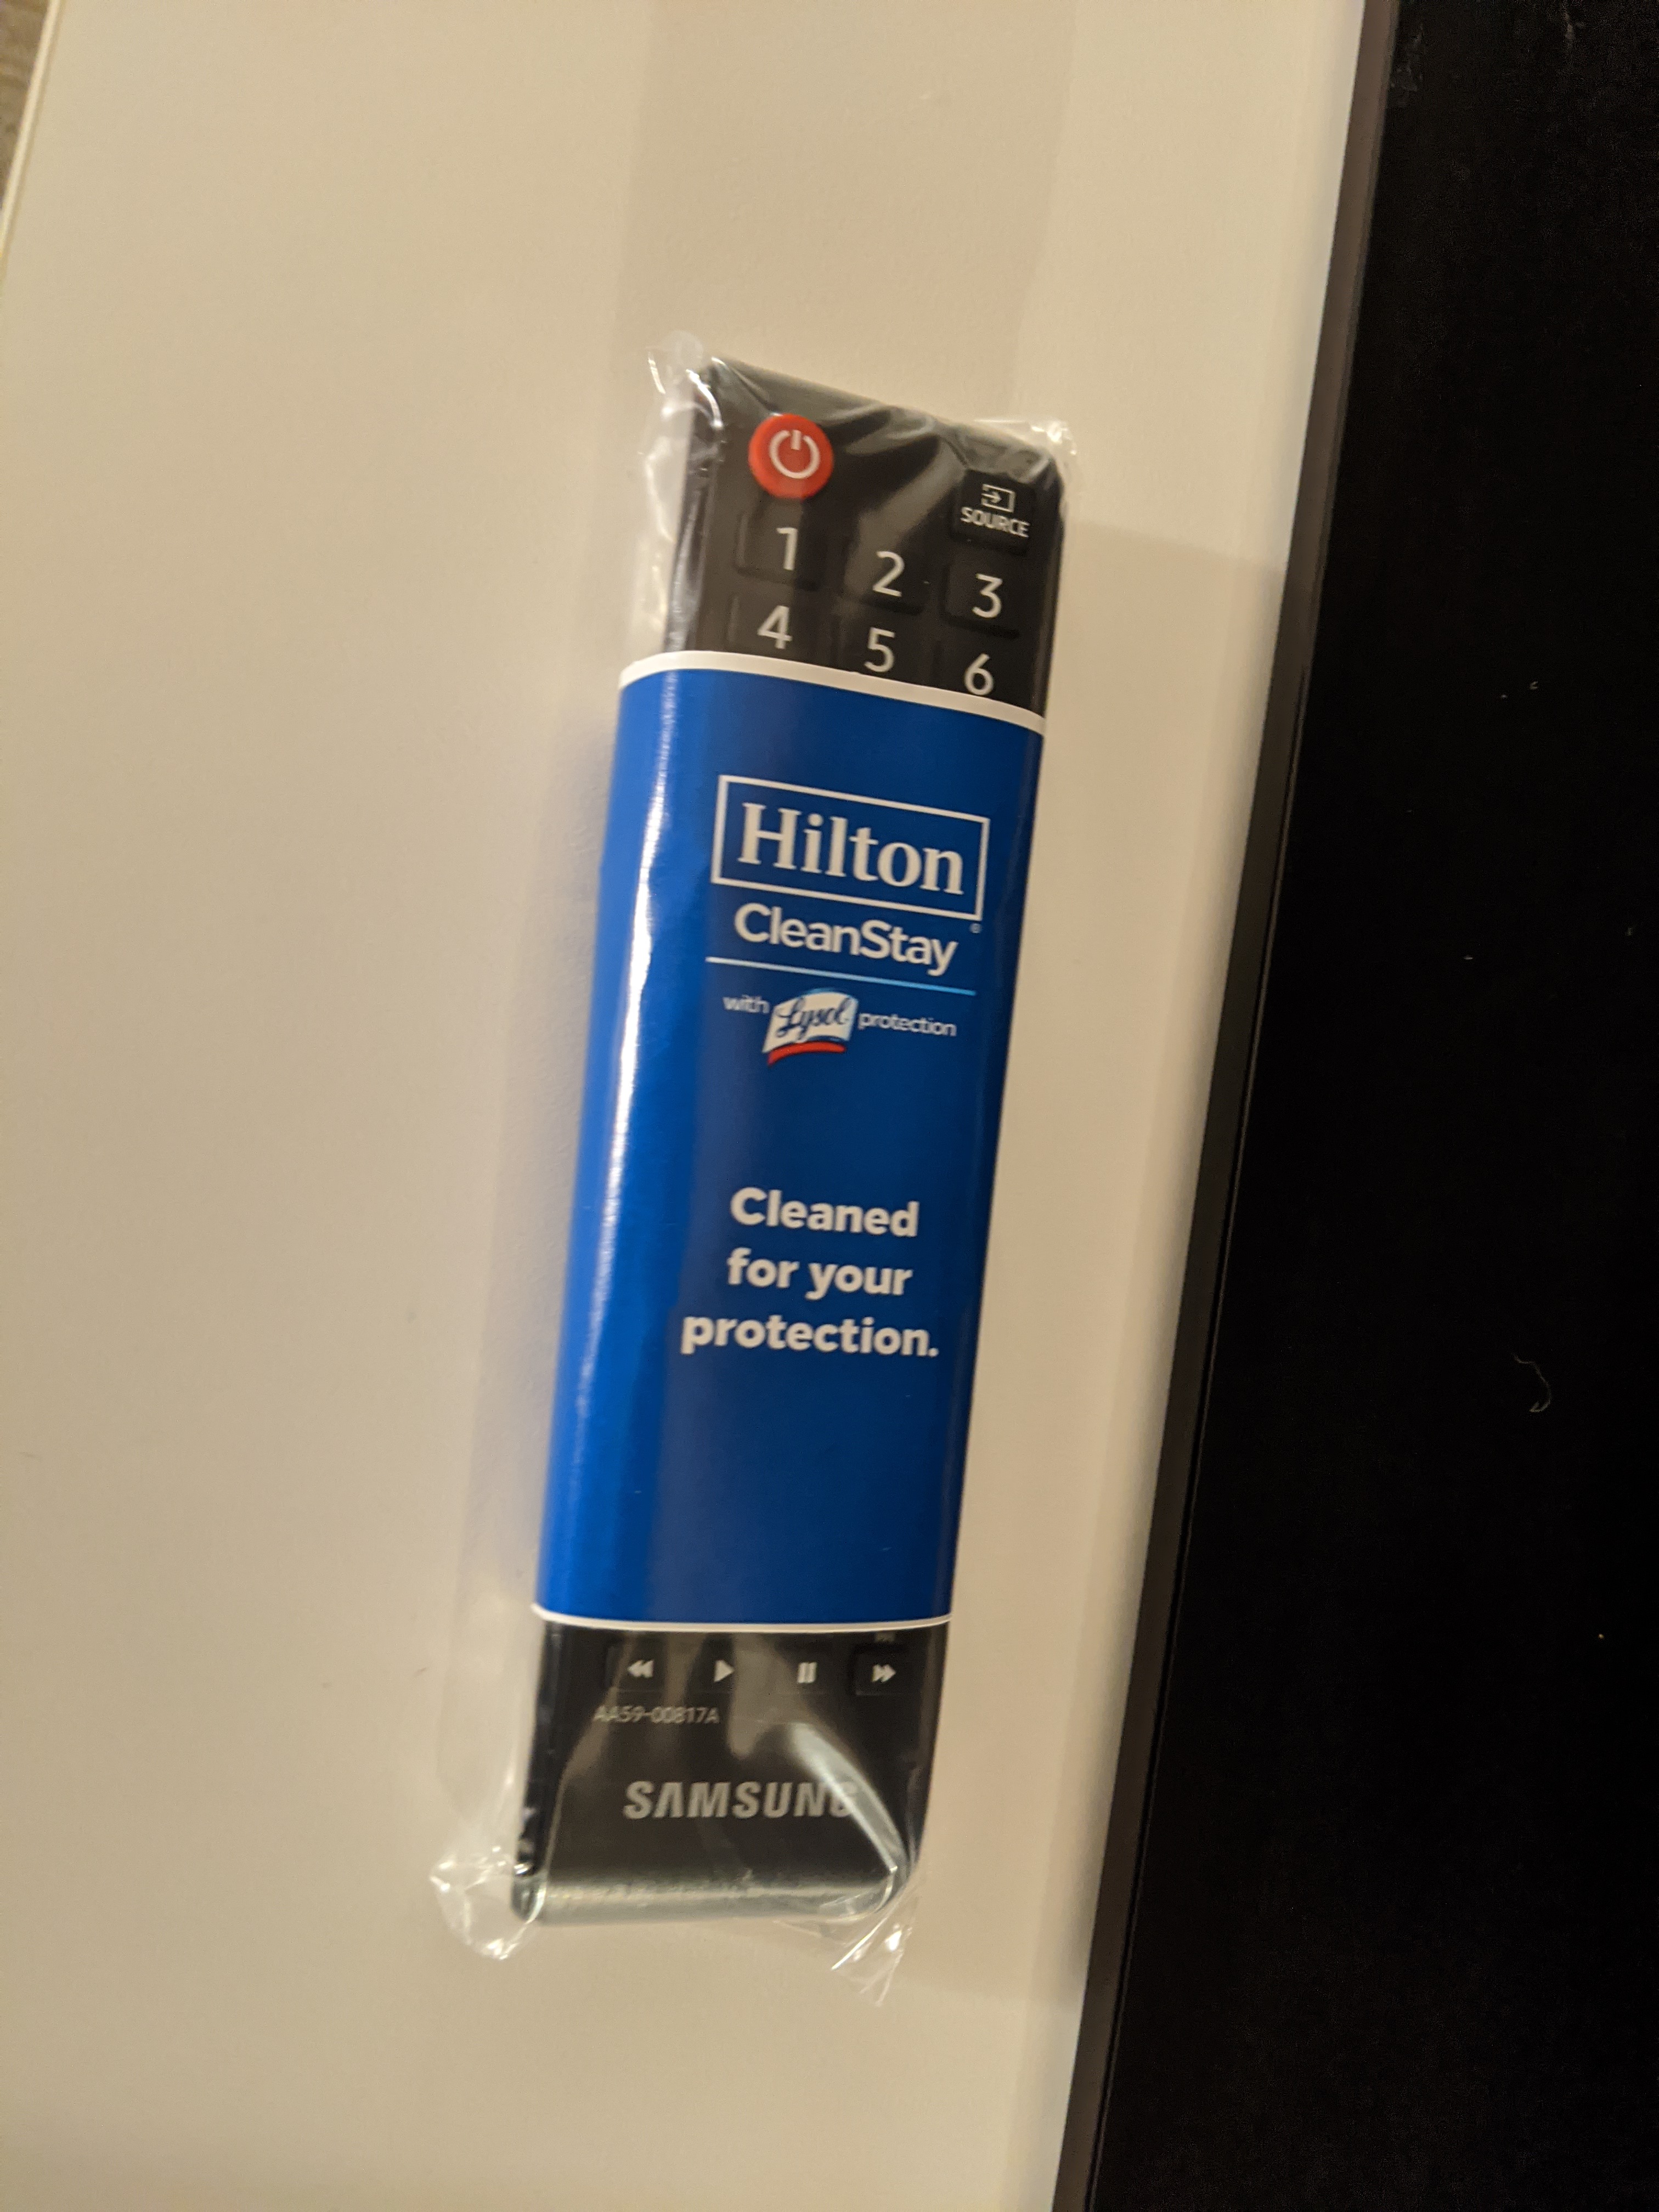 SOURCE
1 2 3
4 5 6
Hilton
CleanStay®
with Lysol protection
Cleaned
for your
protection.
AA59-00817A
SAMSUNG